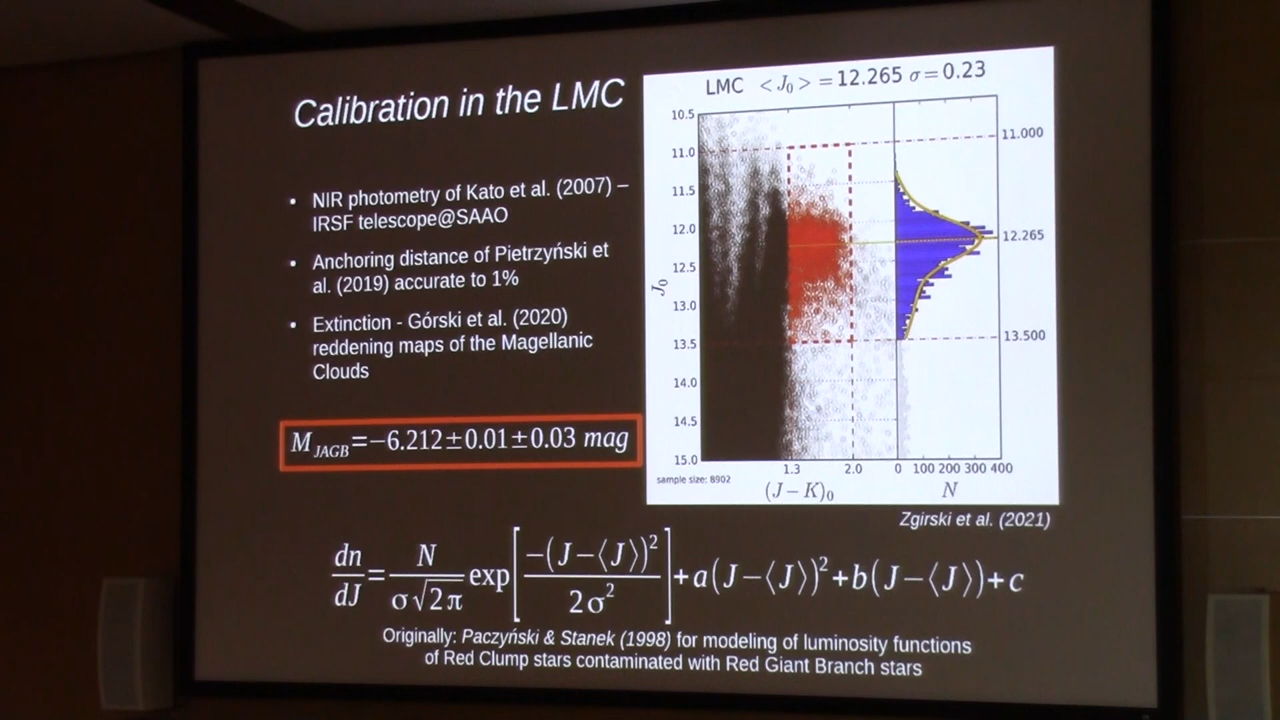 Calibration in the LMC
• NIR photometry of Kato et al. (2007) –
IRSF telescope@SAAO
• Anchoring distance of Pietrzyński et
al. (2019) accurate to 1%
• Extinction - Górski et al. (2020)
reddening maps of the Magellanic
Clouds
M_JAGB=−6.212±0.01±0.03 mag
LMC <J₀> = 12.265 σ = 0.23
10.5
11.0
11.5
12.0
12.5
13.0
13.5
14.0
14.5
15.0
J₀
11.000
12.265
13.500
1.3 2.0 0 100 200 300 400
sample size: 8902
(J − K)₀ N
Zgirski et al. (2021)
dn/dJ = N/(σ√2π) exp[−(J−⟨J⟩)²/2σ²]+a(J−⟨J⟩)²+b(J−⟨J⟩)+c
Originally: Paczyński & Stanek (1998) for modeling of luminosity functions
of Red Clump stars contaminated with Red Giant Branch stars